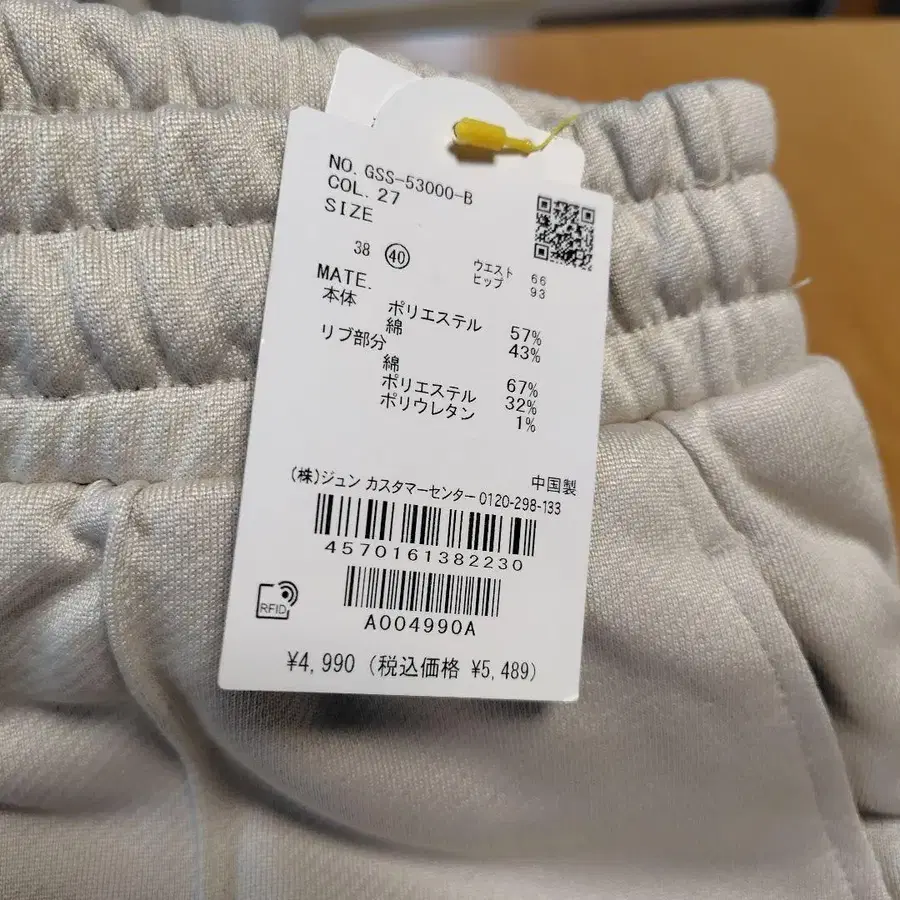 NO. GSS-53000-B
COL. 27
SIZE
38 40
ウエスト 66
ヒップ 93
MATE.
本体 ポリエステル 57%
綿 43%
リブ部分
綿 67%
ポリエステル 32%
ポリウレタン 1%
中国製
(株)ジュン カスタマーセンター 0120-298-133
4570161382230
RFID
A004990A
¥4,990 (税込価格 ¥5,489)